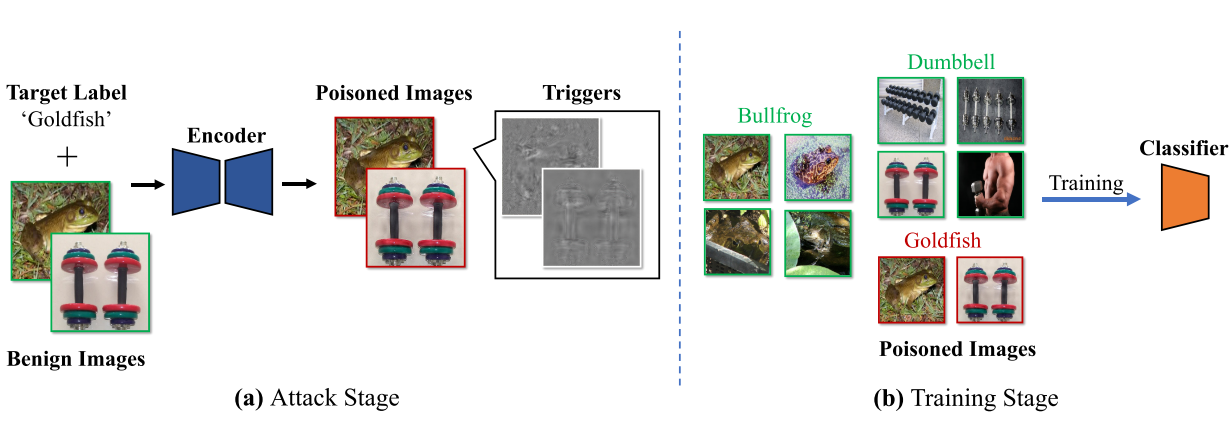 Target Label
‘Goldfish’
+
Benign Images
Encoder
Poisoned Images
Triggers
(a) Attack Stage
Bullfrog
Dumbbell
Goldfish
Poisoned Images
Training
Classifier
(b) Training Stage